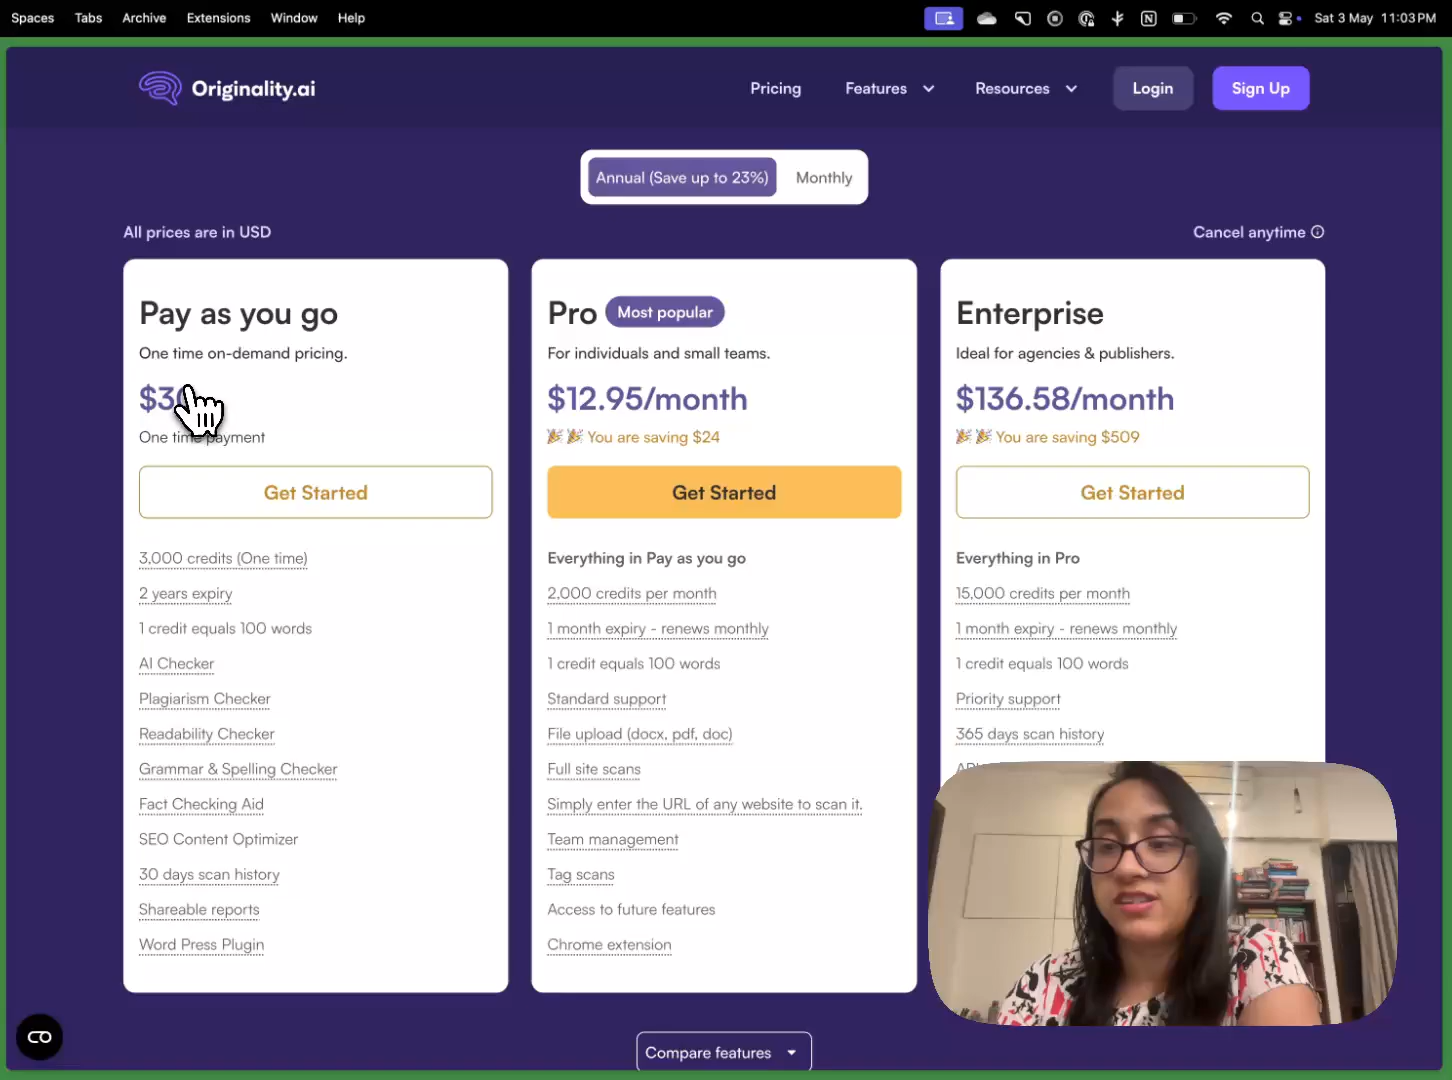 Spaces Tabs Archive Extensions Window Help
Sat 3 May 11:03 PM
Originality.ai
Pricing Features Resources Login Sign Up
Annual (Save up to 23%) Monthly
All prices are in USD
Cancel anytime
Pay as you go
One time on-demand pricing.
One time payment
Get Started
3,000 credits (One time)
2 years expiry
1 credit equals 100 words
AI Checker
Plagiarism Checker
Readability Checker
Grammar & Spelling Checker
Fact Checking Aid
SEO Content Optimizer
30 days scan history
Shareable reports
Word Press Plugin
Pro Most popular
For individuals and small teams.
$12.95/month
You are saving $24
Get Started
Everything in Pay as you go
2,000 credits per month
1 month expiry - renews monthly
1 credit equals 100 words
Standard support
File upload (docx, pdf, doc)
Full site scans
Simply enter the URL of any website to scan it.
Team management
Tag scans
Access to future features
Chrome extension
Enterprise
Ideal for agencies & publishers.
$136.58/month
You are saving $509
Get Started
Everything in Pro
15,000 credits per month
1 month expiry - renews monthly
1 credit equals 100 words
Priority support
365 days scan history
Compare features